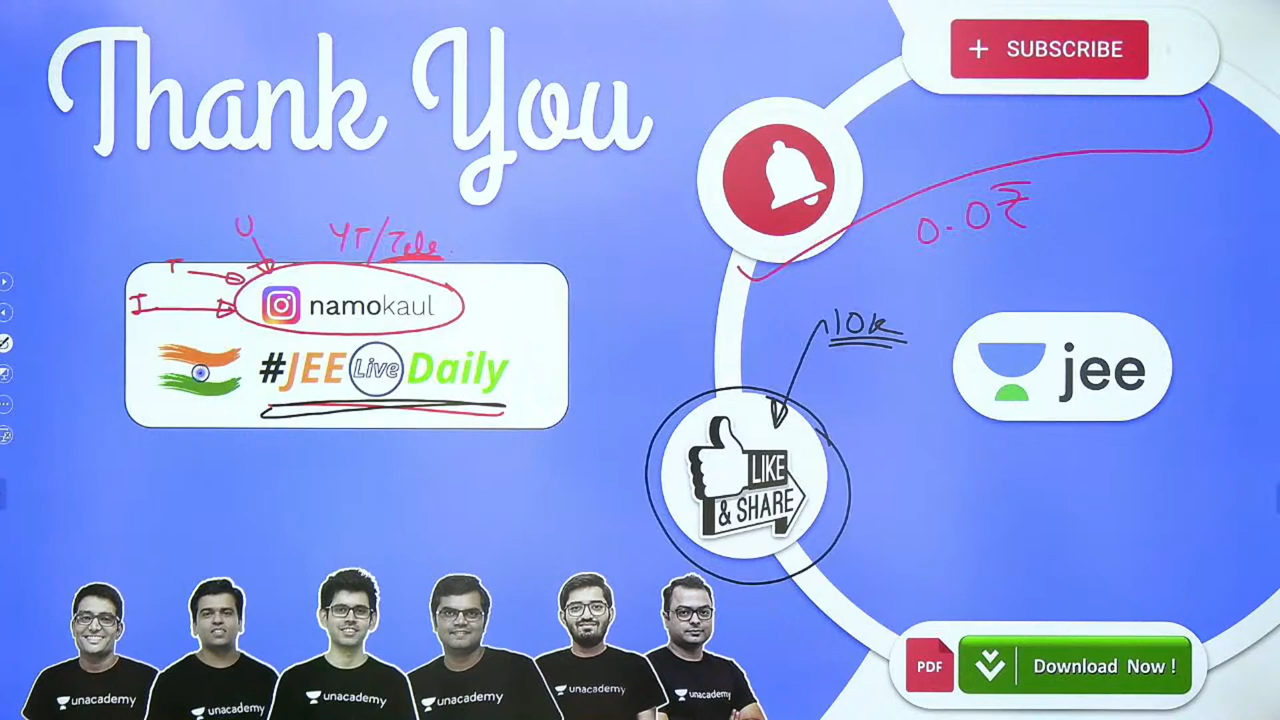 Thank You
+ SUBSCRIBE
0.0₹
U
YT/Tele
T
I
namokaul
#JEE Live Daily
10K
jee
LIKE
& SHARE
unacademy
unacademy
unacademy
unacademy
unacademy
unacademy
PDF
Download Now !